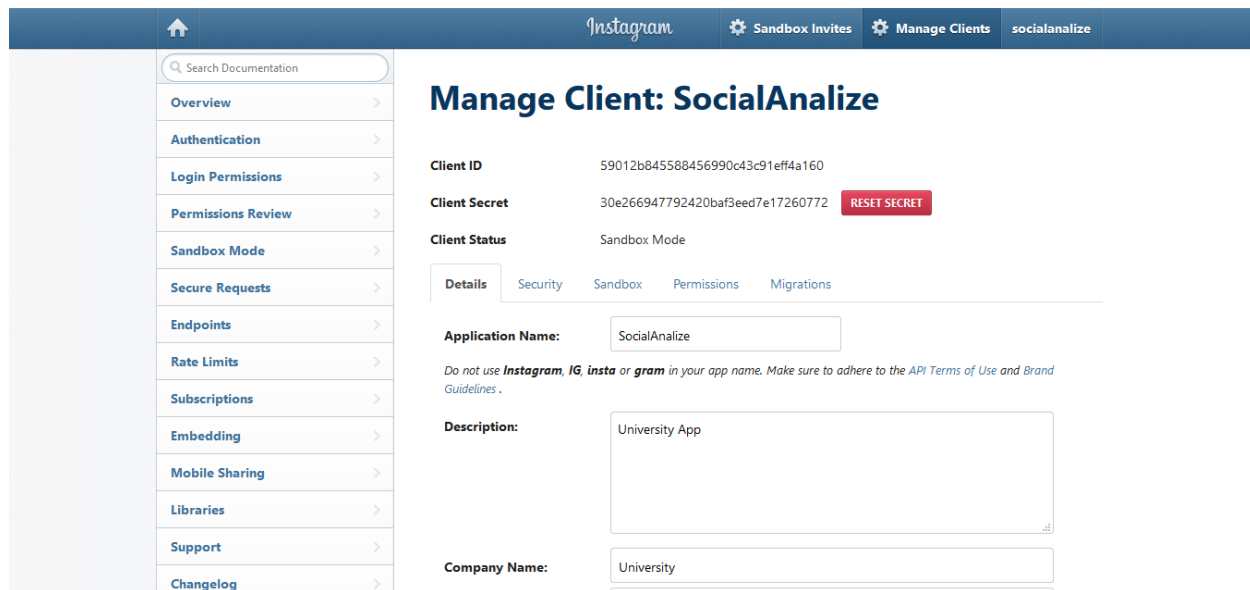 Instagram
Sandbox Invites
Manage Clients
socialanalize
Search Documentation
Overview
Authentication
Login Permissions
Permissions Review
Sandbox Mode
Secure Requests
Endpoints
Rate Limits
Subscriptions
Embedding
Mobile Sharing
Libraries
Support
Changelog
Manage Client: SocialAnalize
Client ID 59012b845588456990c43c91eff4a160
Client Secret 30e266947792420baf3eed7e17260772 RESET SECRET
Client Status Sandbox Mode
Details Security Sandbox Permissions Migrations
Application Name: SocialAnalize
Do not use Instagram, IG, insta or gram in your app name. Make sure to adhere to the API Terms of Use and Brand
Guidelines .
Description: University App
Company Name: University